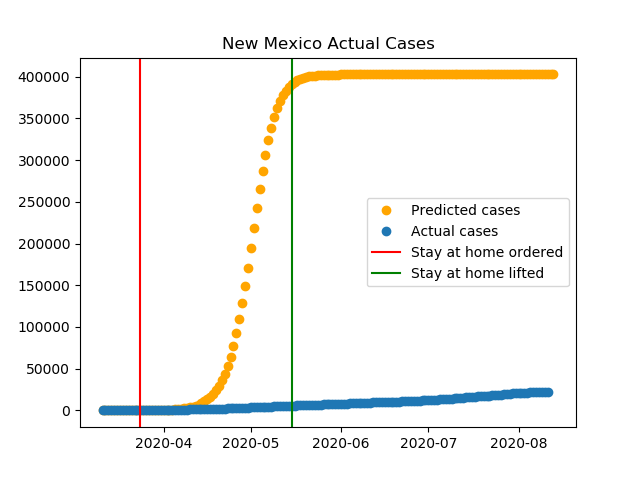 New Mexico Actual Cases
400000
350000
300000
250000
200000
150000
100000
50000
0
Predicted cases
Actual cases
Stay at home ordered
Stay at home lifted
2020-04 2020-05 2020-06 2020-07 2020-08